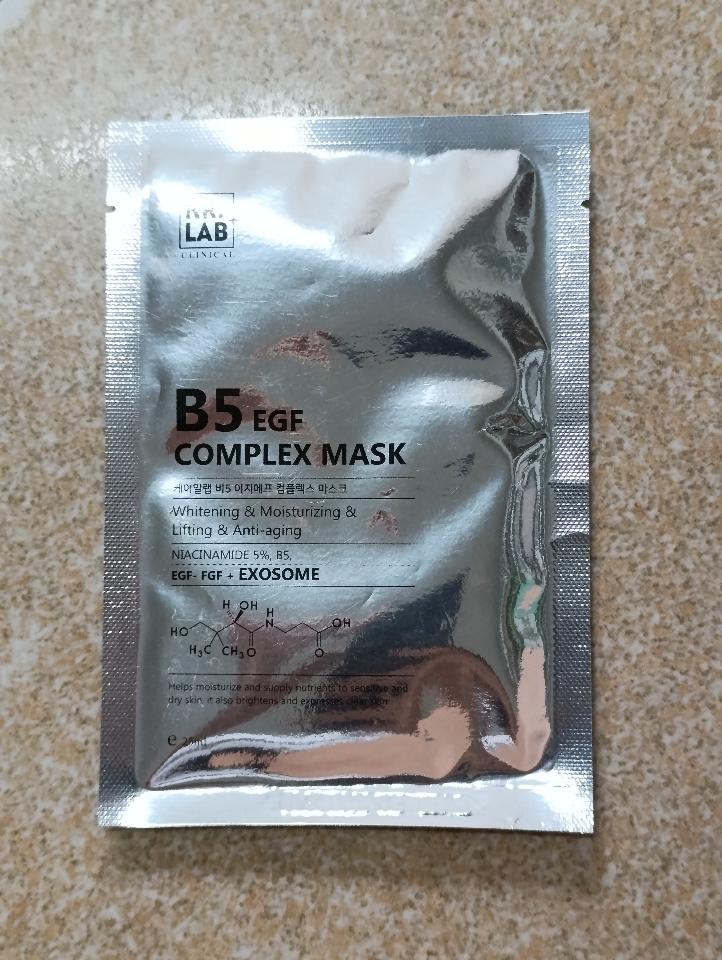 LAB
CLINICAL
B5 EGF
COMPLEX MASK
케이알랩 비5 이지에프 컴플렉스 마스크
Whitening & Moisturizing &
Lifting & Anti-aging
NIACINAMIDE 5%, B5,
EGF- FGF + EXOSOME
H OH
H
N
HO
OH
H₃C CH₃ O
O
Helps moisturize and supply nutrients to sensitive and
dry skin, it also brightens and expresses clear skin
e